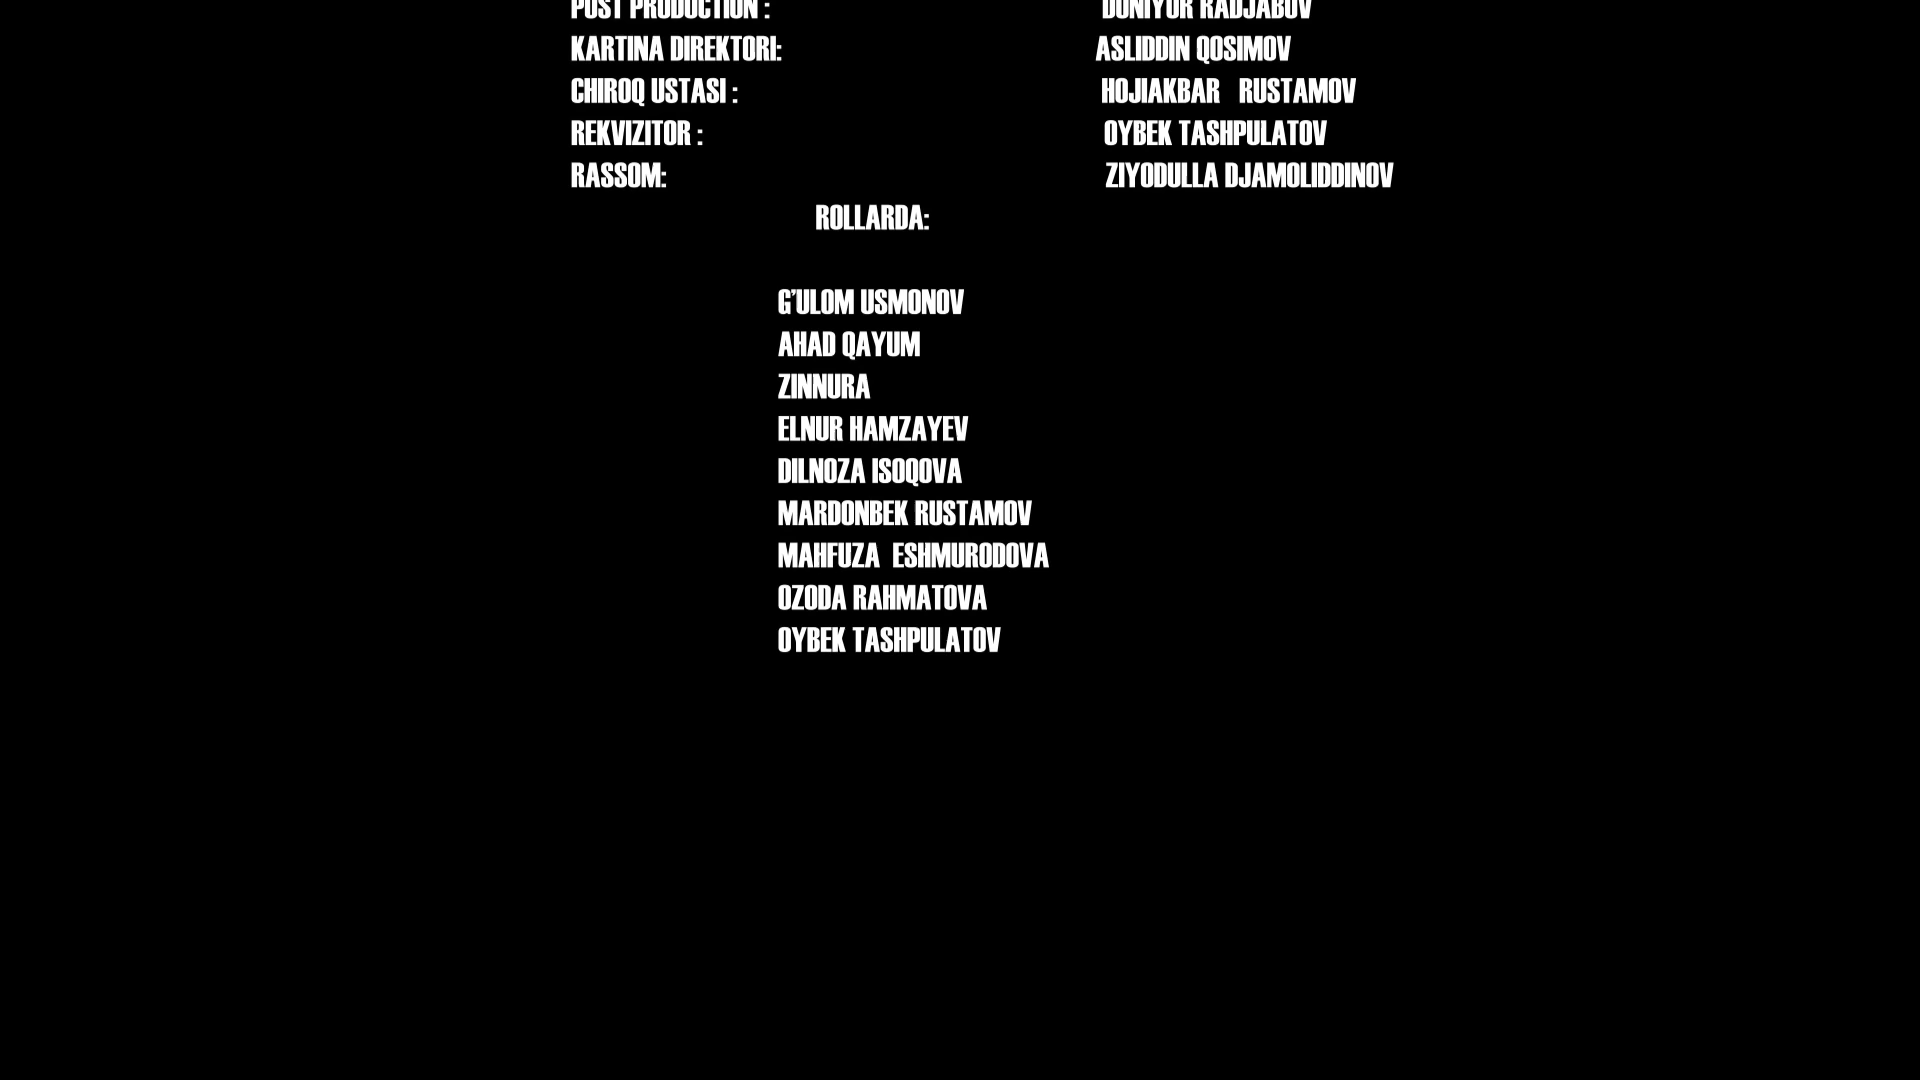 POST PRODUCTION : DONIYOR RADJABOV
KARTINA DIREKTORI: ASLIDDIN QOSIMOV
CHIROQ USTASI : HOJIAKBAR RUSTAMOV
REKVIZITOR : OYBEK TASHPULATOV
RASSOM: ZIYODULLA DJAMOLIDDINOV
ROLLARDA:
G'ULOM USMONOV
AHAD QAYUM
ZINNURA
ELNUR HAMZAYEV
DILNOZA ISOQOVA
MARDONBEK RUSTAMOV
MAHFUZA ESHMURODOVA
OZODA RAHMATOVA
OYBEK TASHPULATOV